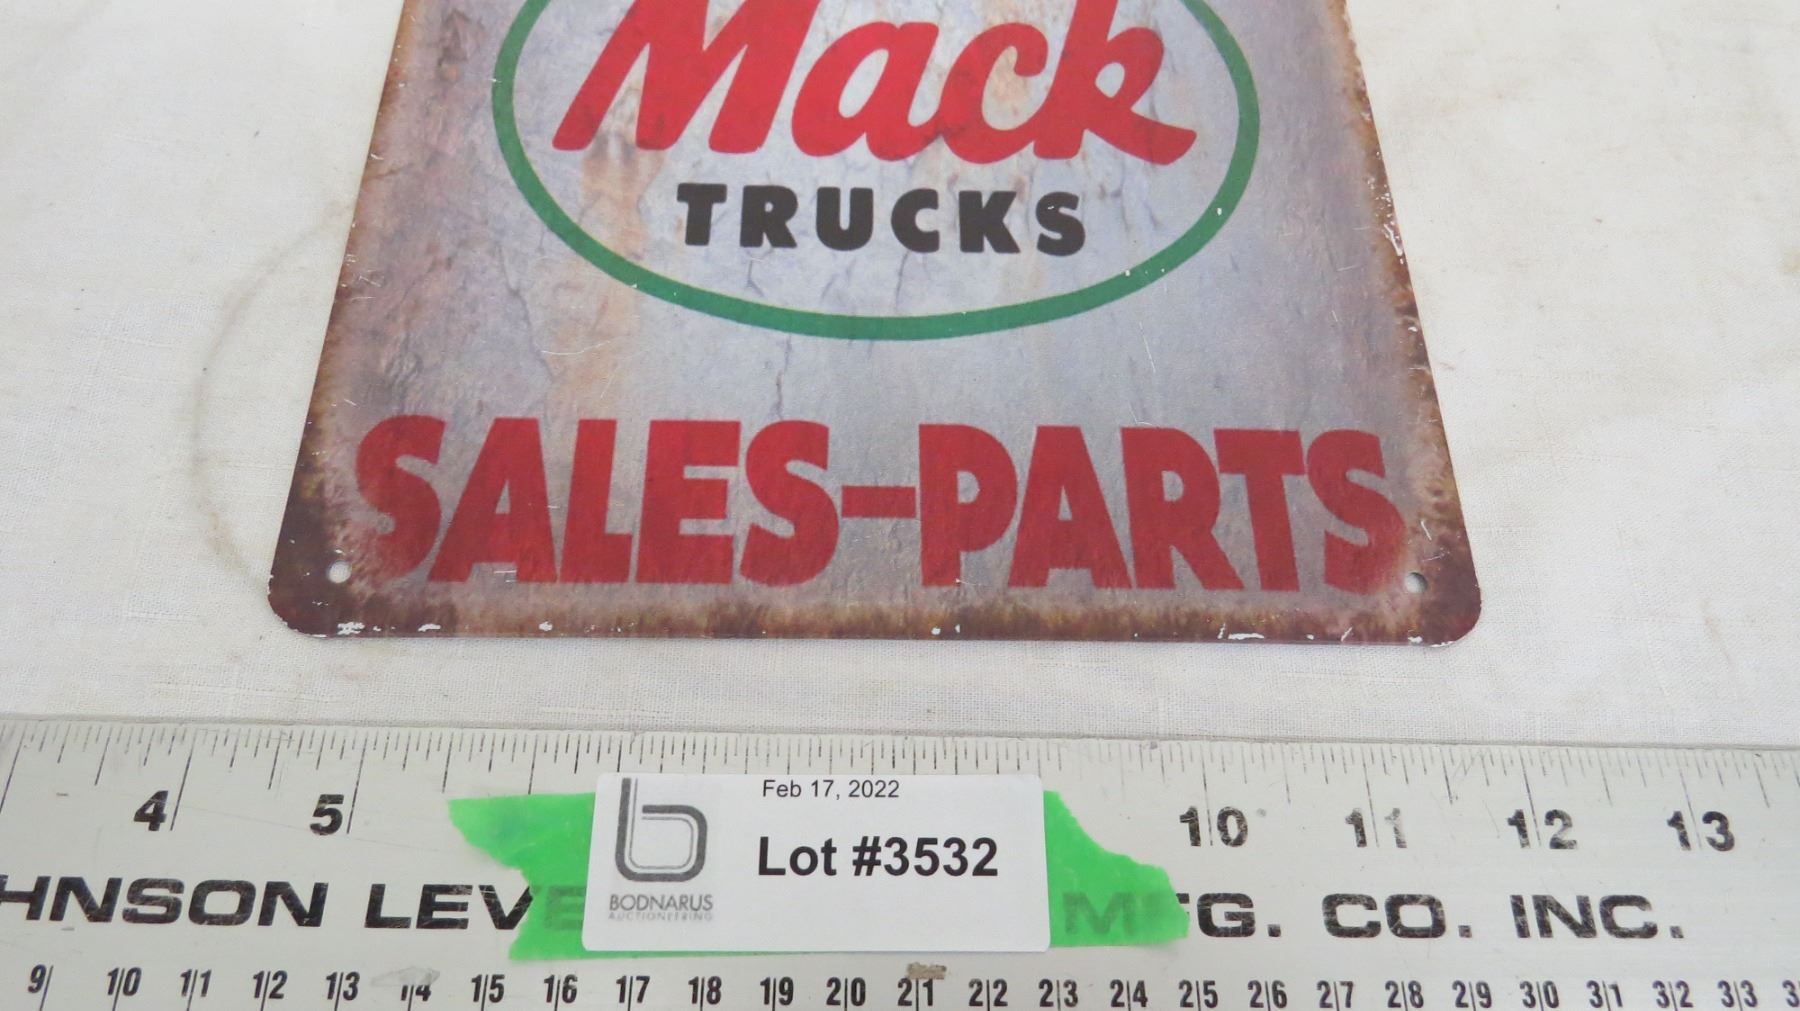 Mack
TRUCKS
SALES-PARTS
4 5 10 11 12 13
Feb 17, 2022
Lot #3532
BODNARUS
AUCTIONEERING
HNSON LEVE MFG. CO. INC.
9 10 11 12 13 14 15 16 17 18 19 20 21 22 23 24 25 26 27 28 29 30 31 32 33 3